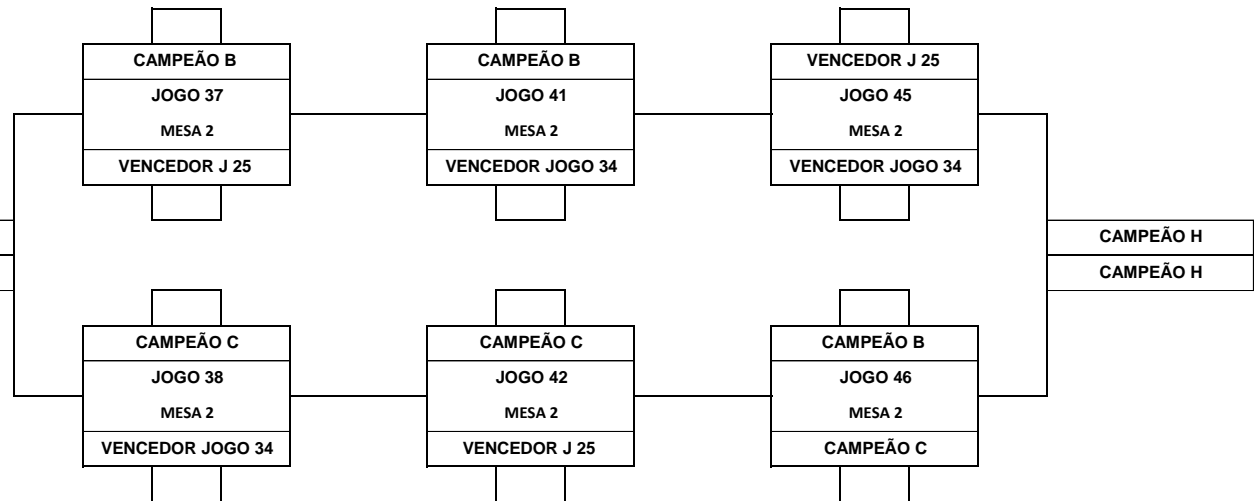 CAMPEÃO B
JOGO 37
MESA 2
VENCEDOR J 25
CAMPEÃO B
JOGO 41
MESA 2
VENCEDOR JOGO 34
VENCEDOR J 25
JOGO 45
MESA 2
VENCEDOR JOGO 34
CAMPEÃO H
CAMPEÃO H
CAMPEÃO C
JOGO 38
MESA 2
VENCEDOR JOGO 34
CAMPEÃO C
JOGO 42
MESA 2
VENCEDOR J 25
CAMPEÃO B
JOGO 46
MESA 2
CAMPEÃO C